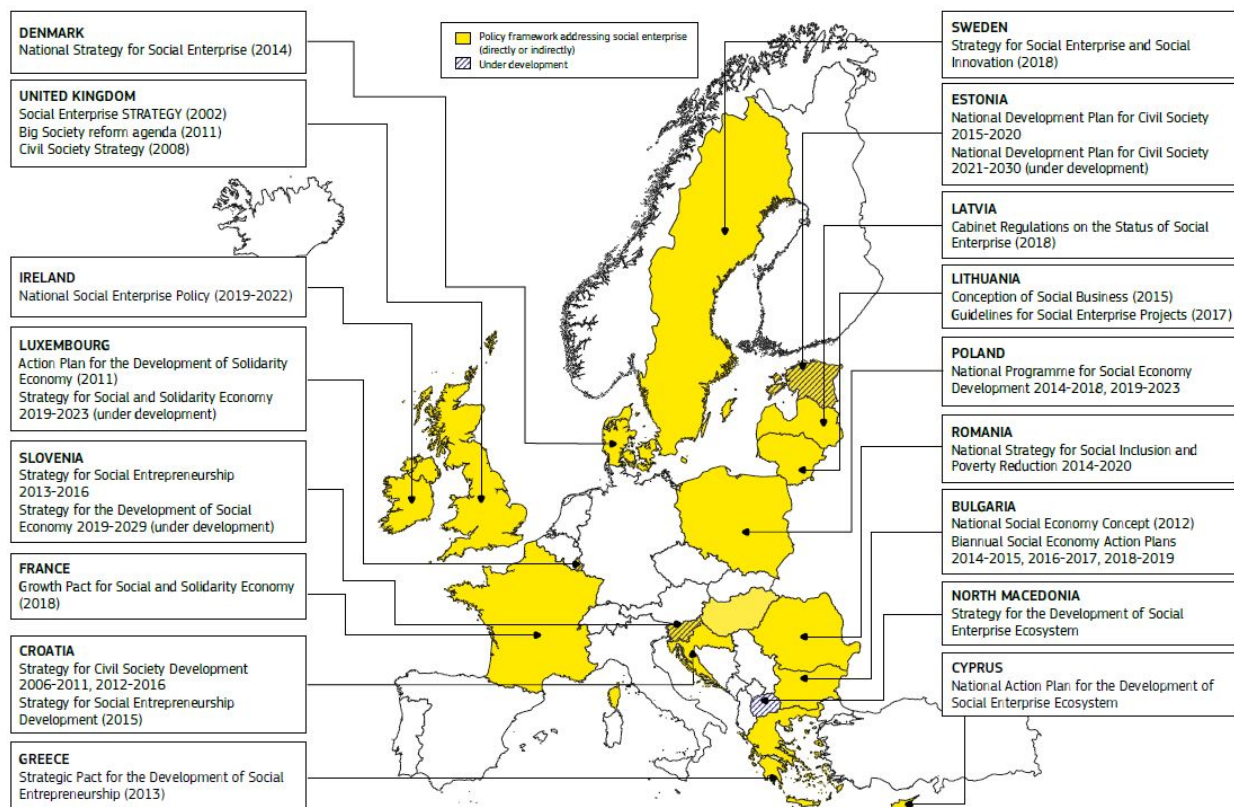 DENMARK
National Strategy for Social Enterprise (2014)
UNITED KINGDOM
Social Enterprise STRATEGY (2002)
Big Society reform agenda (2011)
Civil Society Strategy (2008)
IRELAND
National Social Enterprise Policy (2019-2022)
LUXEMBOURG
Action Plan for the Development of Solidarity
Economy (2011)
Strategy for Social and Solidarity Economy
2019-2023 (under development)
SLOVENIA
Strategy for Social Entrepreneurship
2013-2016
Strategy for the Development of Social
Economy 2019-2029 (under development)
FRANCE
Growth Pact for Social and Solidarity Economy
(2018)
CROATIA
Strategy for Civil Society Development
2006-2011, 2012-2016
Strategy for Social Entrepreneurship
Development (2015)
GREECE
Strategic Pact for the Development of Social
Entrepreneurship (2013)
Policy framework addressing social enterprise
(directly or indirectly)
Under development
SWEDEN
Strategy for Social Enterprise and Social
Innovation (2018)
ESTONIA
National Development Plan for Civil Society
2015-2020
National Development Plan for Civil Society
2021-2030 (under development)
LATVIA
Cabinet Regulations on the Status of Social
Enterprise (2018)
LITHUANIA
Conception of Social Business (2015)
Guidelines for Social Enterprise Projects (2017)
POLAND
National Programme for Social Economy
Development 2014-2018, 2019-2023
ROMANIA
National Strategy for Social Inclusion and
Poverty Reduction 2014-2020
BULGARIA
National Social Economy Concept (2012)
Biannual Social Economy Action Plans
2014-2015, 2016-2017, 2018-2019
NORTH MACEDONIA
Strategy for the Development of Social
Enterprise Ecosystem
CYPRUS
National Action Plan for the Development of
Social Enterprise Ecosystem